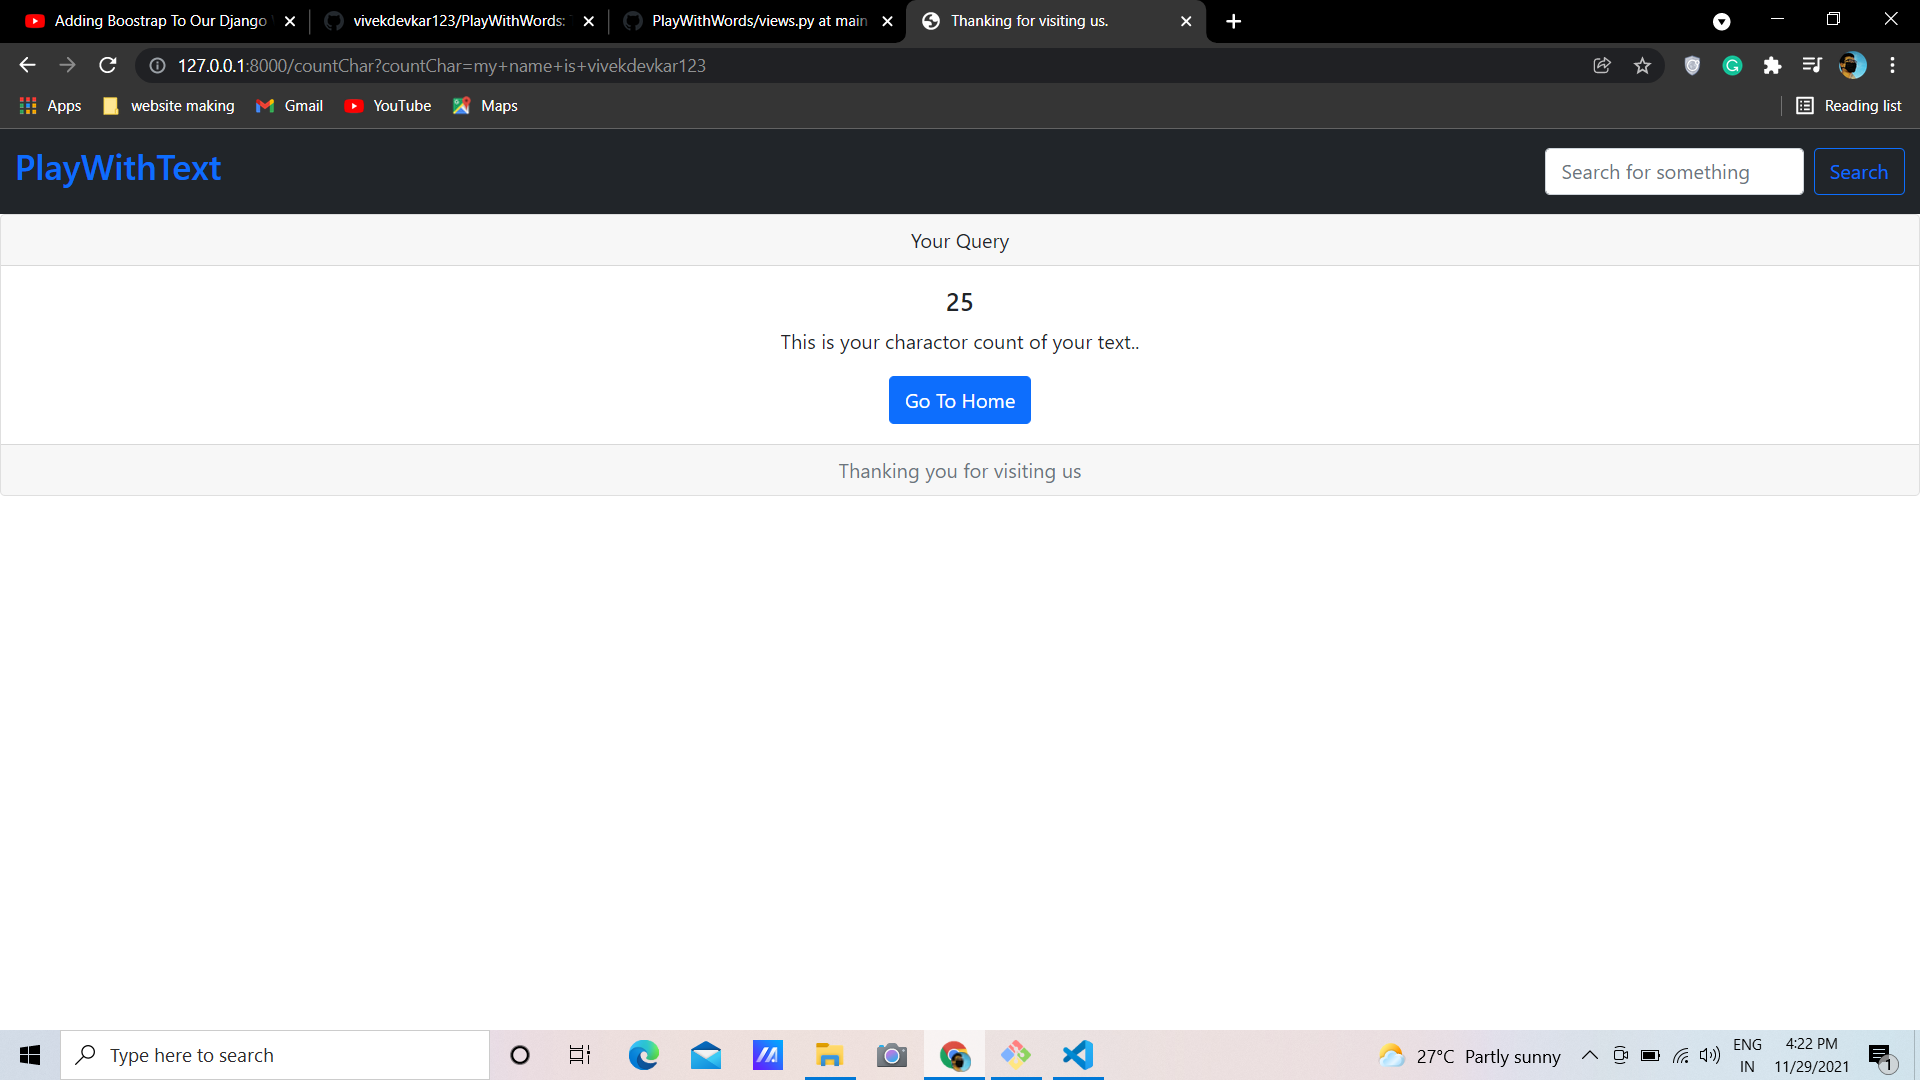 Adding Boostrap To Our Django
vivekdevkar123/PlayWithWords:
PlayWithWords/views.py at main
Thanking for visiting us.
127.0.0.1:8000/countChar?countChar=my+name+is+vivekdevkar123
Apps
website making
Gmail
YouTube
Maps
Reading list
PlayWithText
Search for something
Search
Your Query
25
This is your charactor count of your text..
Go To Home
Thanking you for visiting us
Type here to search
27°C Partly sunny
ENG
IN
4:22 PM
11/29/2021
1